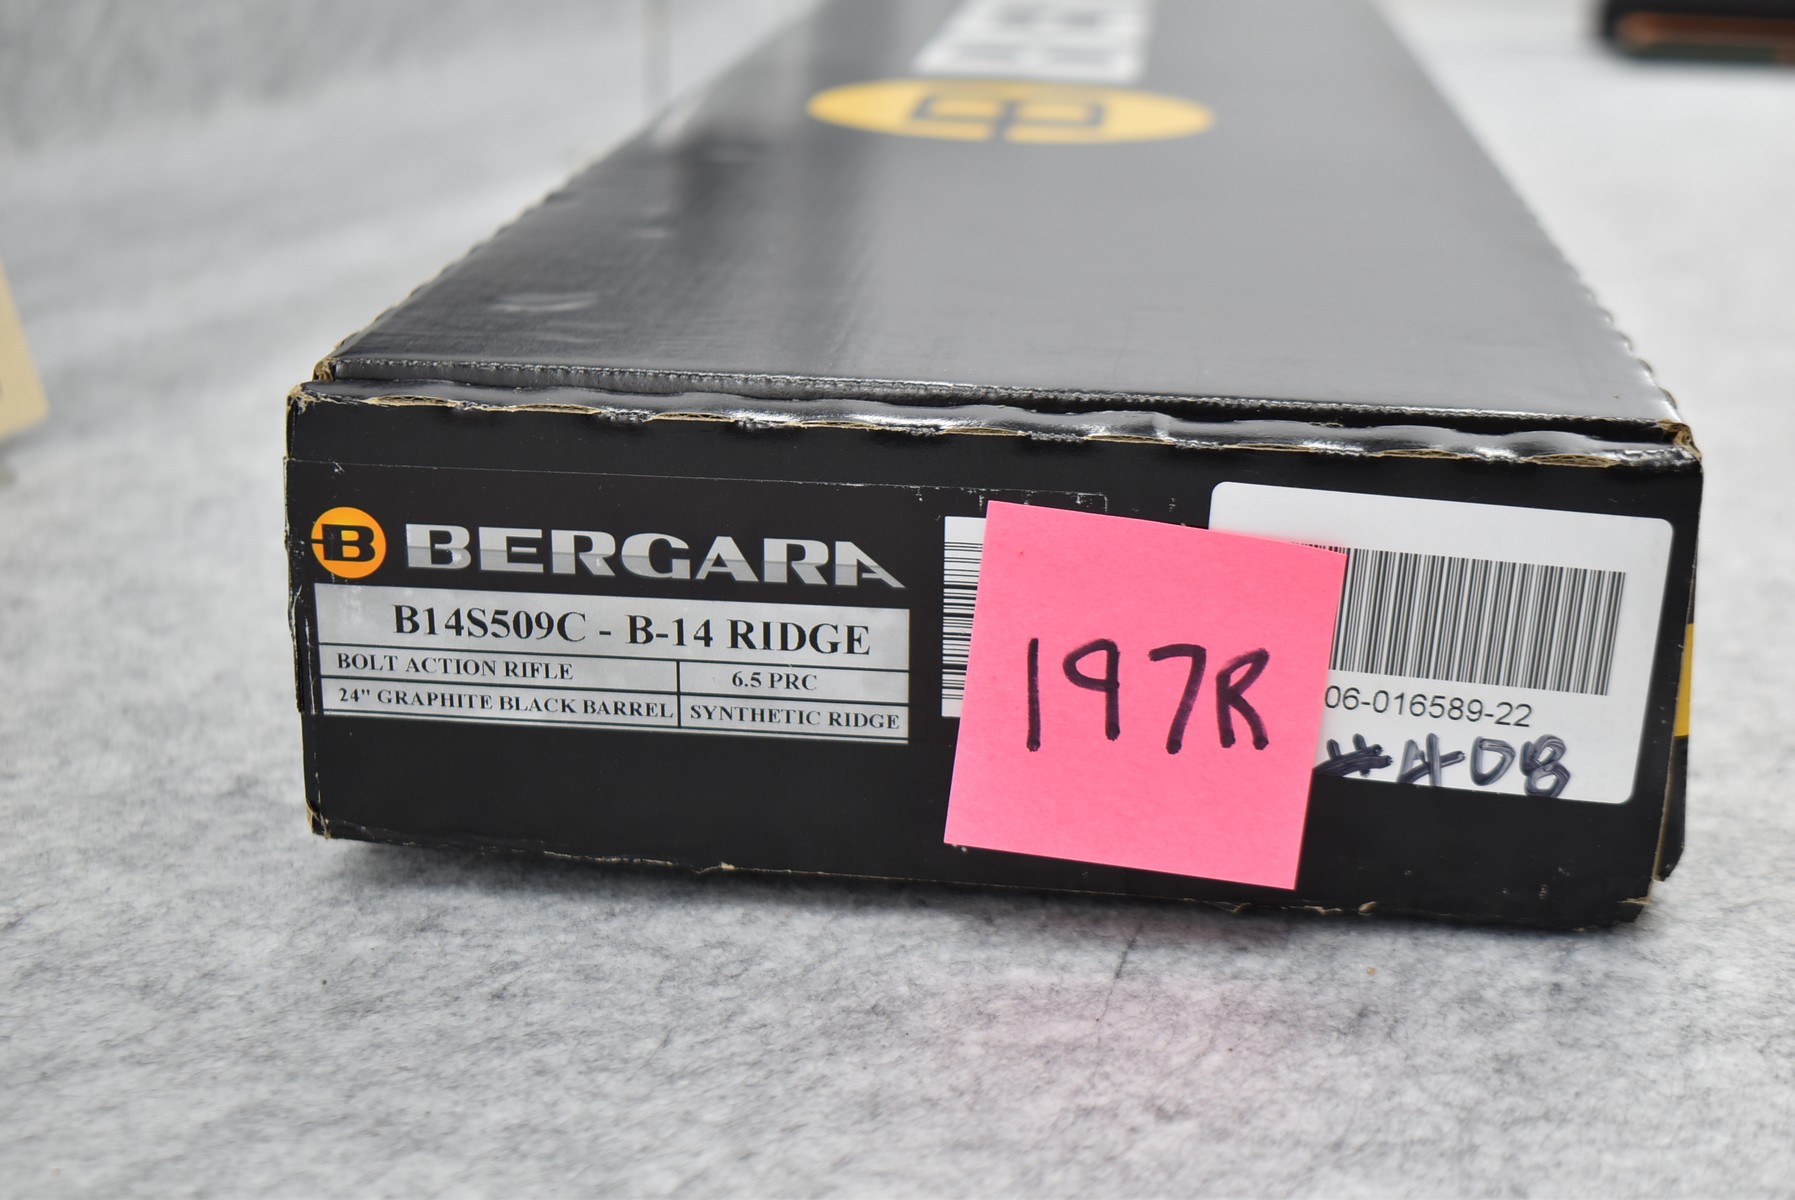 B
B BERGARA
B14S509C - B-14 RIDGE
BOLT ACTION RIFLE
6.5 PRC
24" GRAPHITE BLACK BARREL
SYNTHETIC RIDGE
197R
06-016589-22
#408